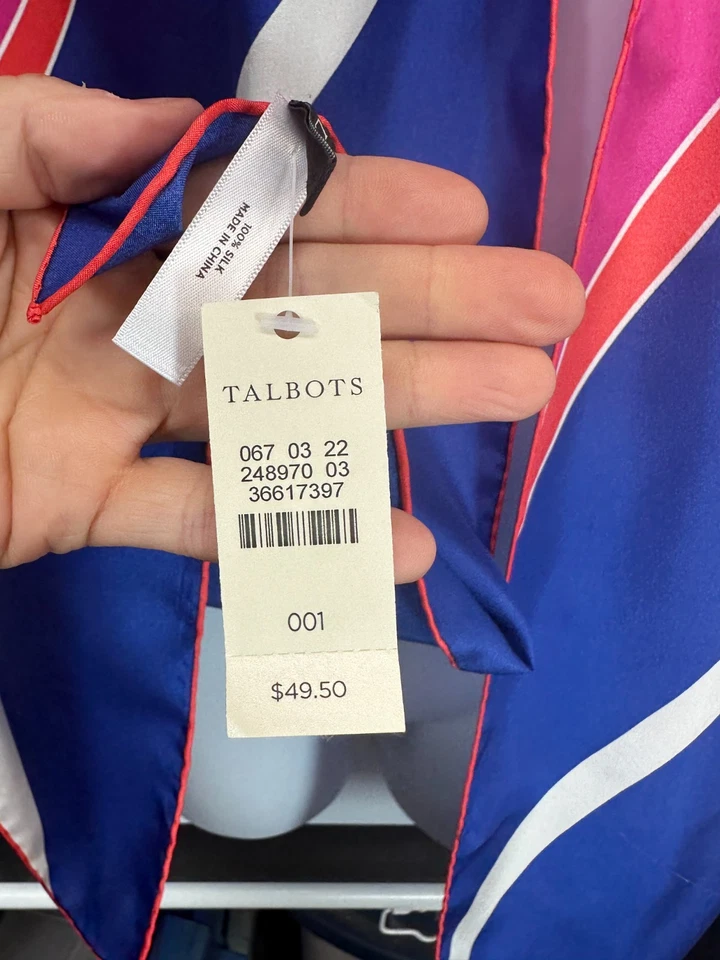 100% SILK
MADE IN CHINA
TALBOTS
067 03 22
248970 03
36617397
001
$49.50